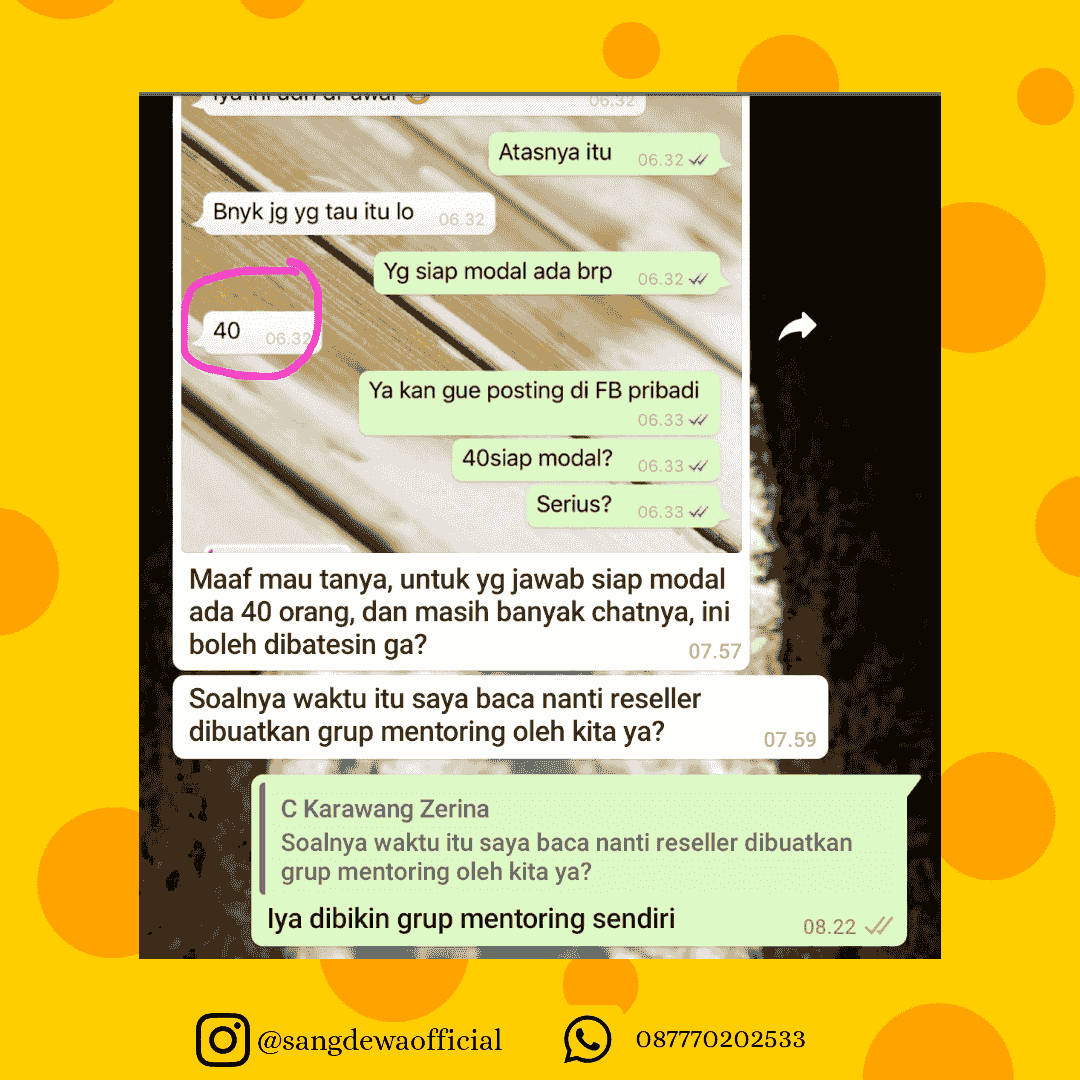 06.32
Atasnya itu 06.32
Bnyk jg yg tau itu lo 06.32
Yg siap modal ada brp 06.32
40 06.32
Ya kan gue posting di FB pribadi
06.33
40siap modal? 06.33
Serius? 06.33
Maaf mau tanya, untuk yg jawab siap modal
ada 40 orang, dan masih banyak chatnya, ini
boleh dibatesin ga? 07.57
Soalnya waktu itu saya baca nanti reseller
dibuatkan grup mentoring oleh kita ya? 07.59
C Karawang Zerina
Soalnya waktu itu saya baca nanti reseller dibuatkan
grup mentoring oleh kita ya?
Iya dibikin grup mentoring sendiri 08.22
@sangdewaofficial 087770202533